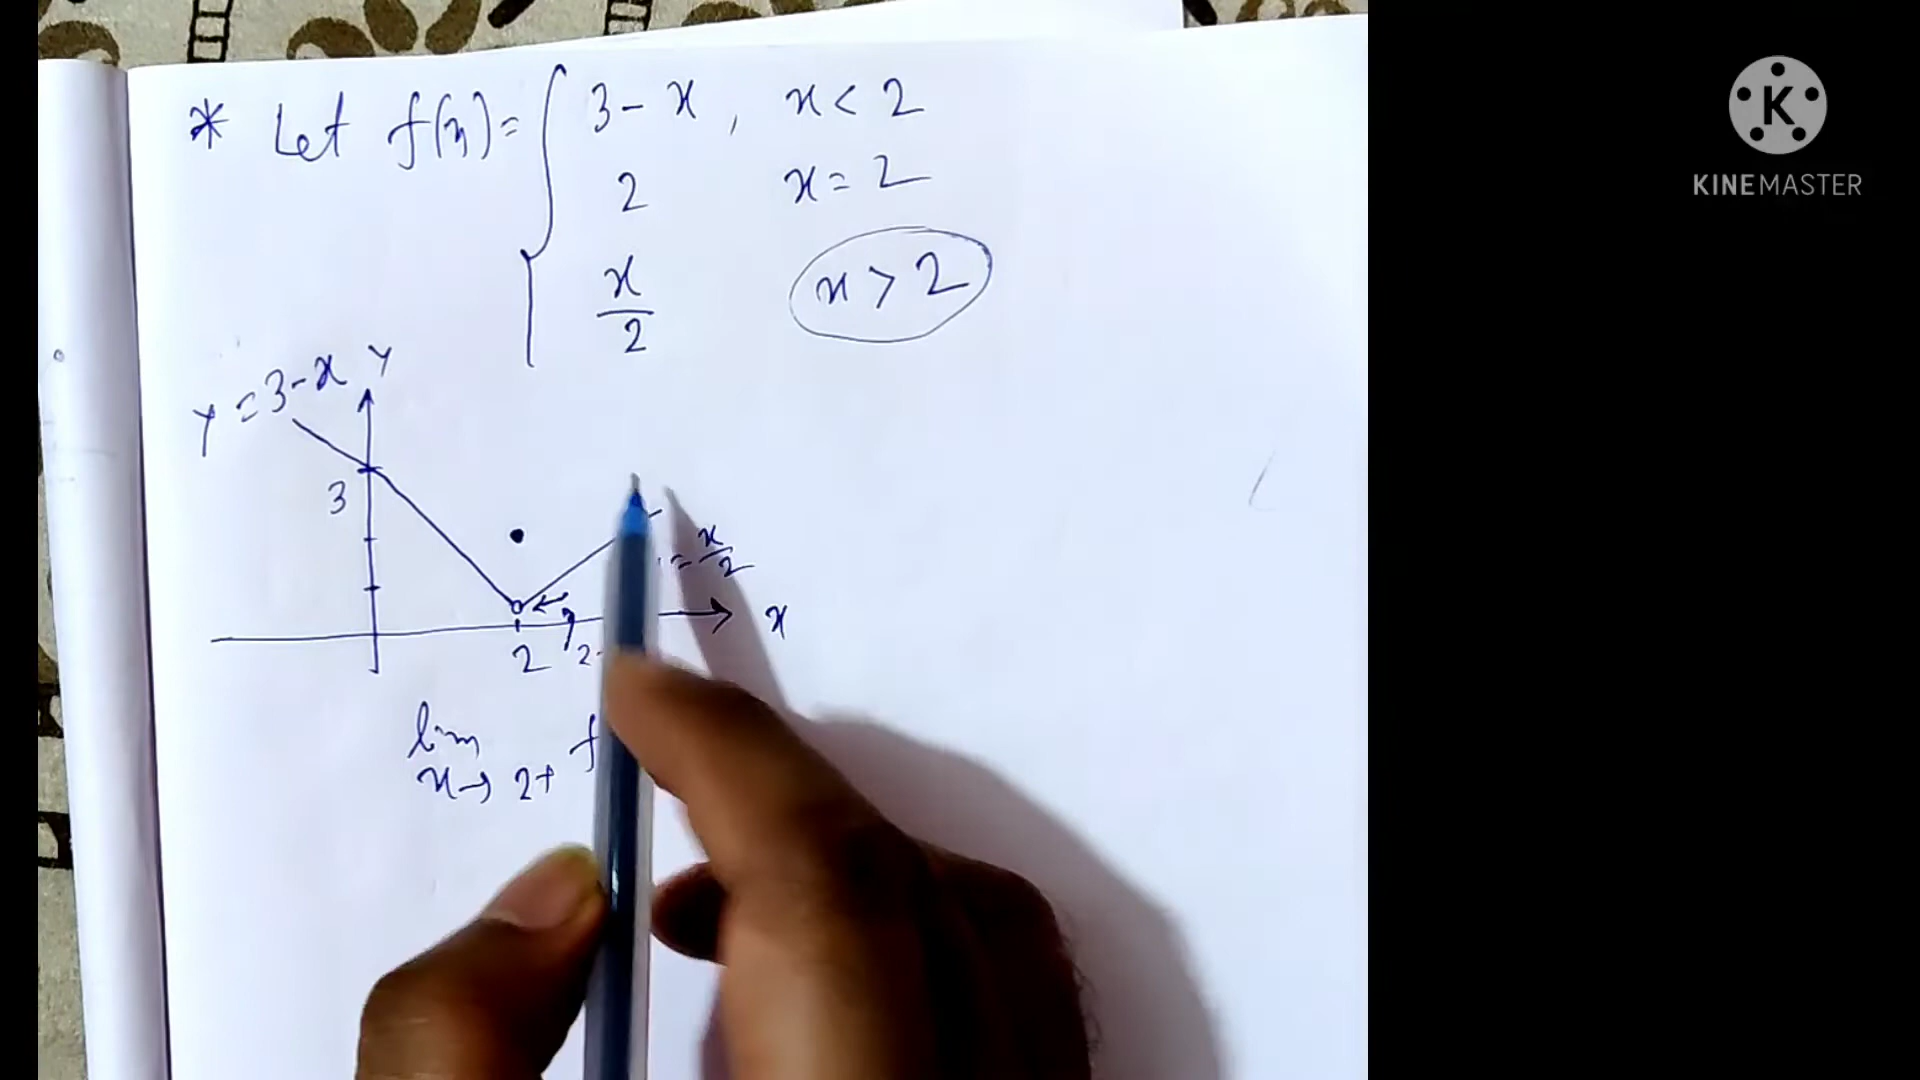 * Let f(x) = { 3 - x, x < 2
2 x = 2
x/2 x > 2
K
KINEMASTER
y = 3 - x y
3
= x/2
x
2 2
lim f
x → 2+